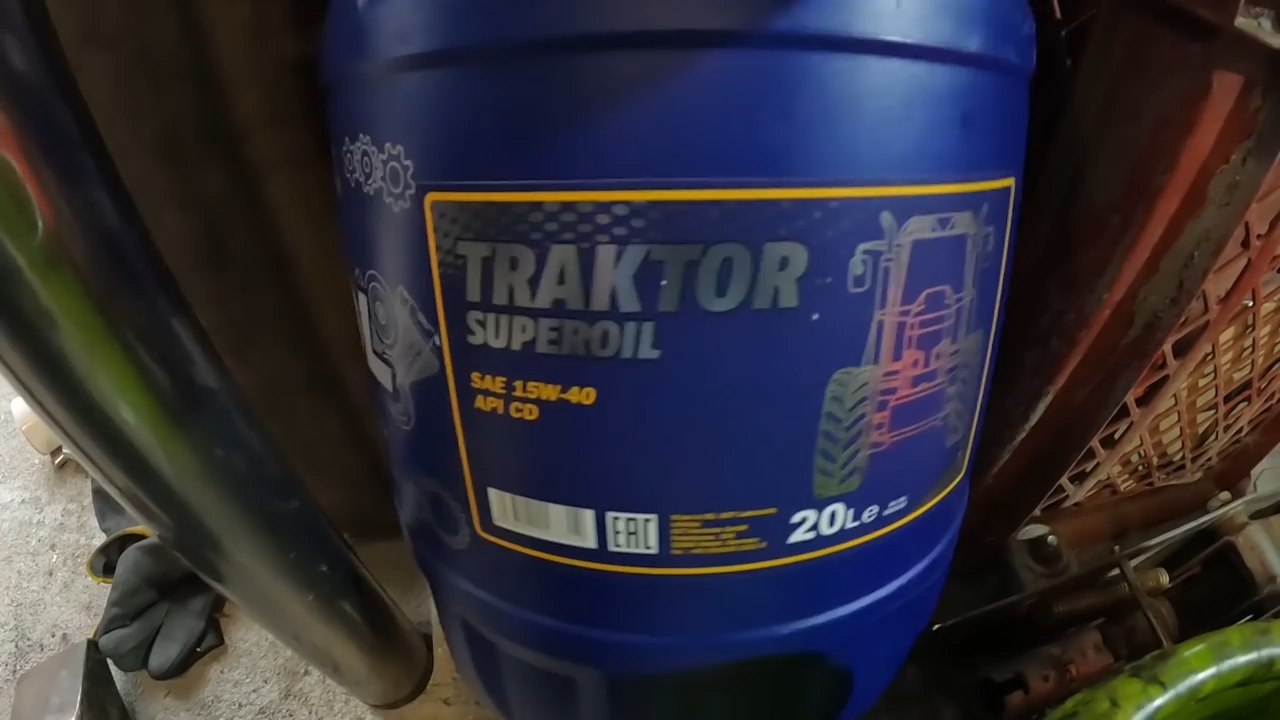 TRAKTOR
SUPEROIL
SAE 15W-40
API CD
EAC
20L e